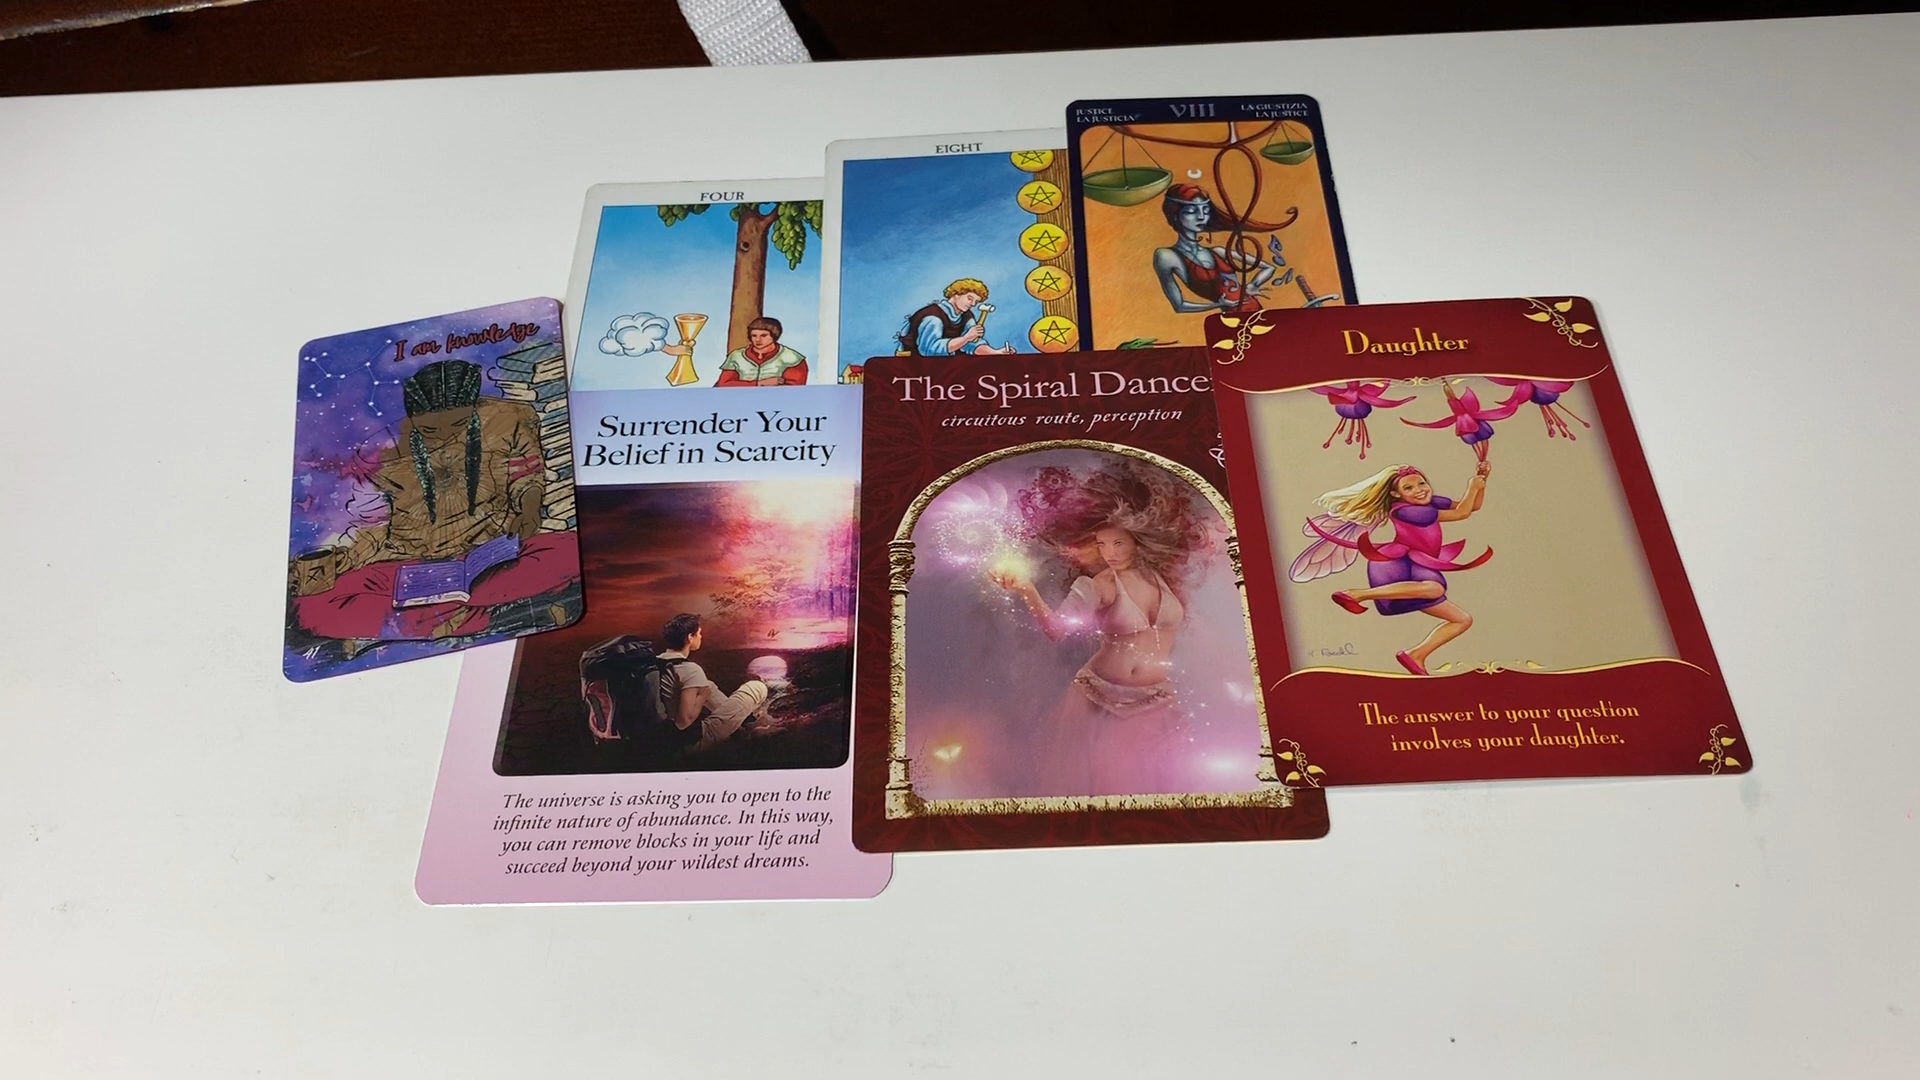 JUSTICE
LA JUSTICIA
VIII
LA GIUSTIZIA
LA JUSTICE
EIGHT
FOUR
I am knowledge
41
Surrender Your
Belief in Scarcity
The universe is asking you to open to the
infinite nature of abundance. In this way,
you can remove blocks in your life and
succeed beyond your wildest dreams.
The Spiral Dancer
circuitous route, perception
Daughter
The answer to your question
involves your daughter.